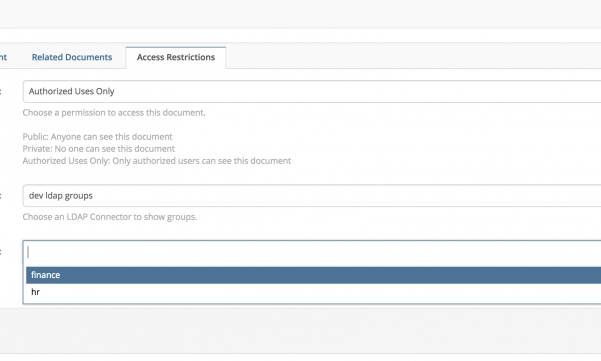 nt Related Documents Access Restrictions
:
Authorized Uses Only
Choose a permission to access this document.
Public: Anyone can see this document
Private: No one can see this document
Authorized Uses Only: Only authorized users can see this document
:
dev ldap groups
Choose an LDAP Connector to show groups.
:
finance
hr